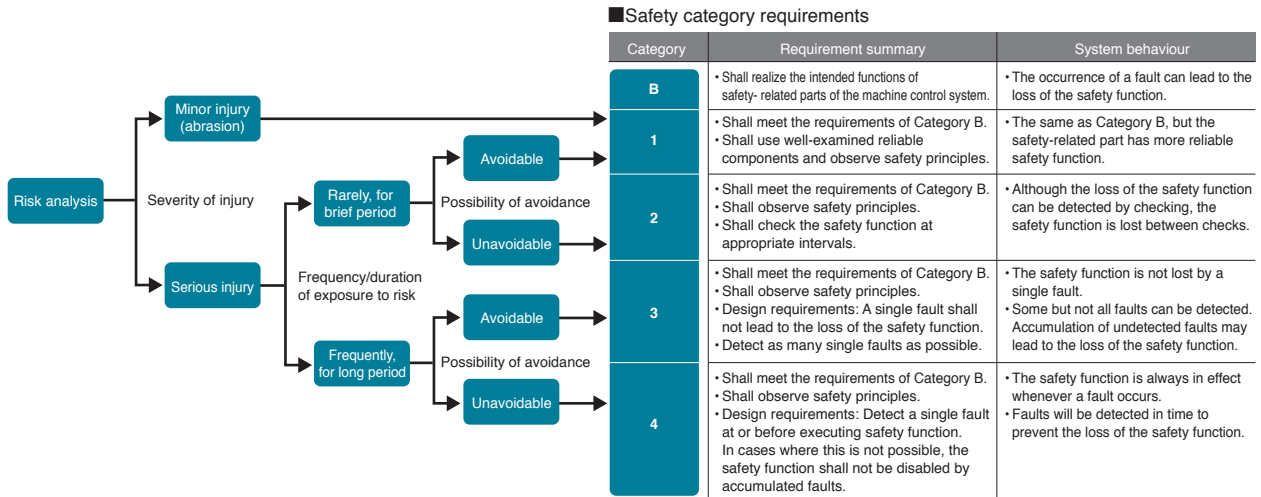 ■Safety category requirements
Category
Requirement summary
System behaviour
Risk analysis
Severity of injury
Minor injury
(abrasion)
Serious injury
Frequency/duration
of exposure to risk
Rarely, for
brief period
Frequently,
for long period
Possibility of avoidance
Avoidable
Unavoidable
Possibility of avoidance
Avoidable
Unavoidable
B
• Shall realize the intended functions of
safety- related parts of the machine control system.
• The occurrence of a fault can lead to the
loss of the safety function.
1
• Shall meet the requirements of Category B.
• Shall use well-examined reliable
components and observe safety principles.
• The same as Category B, but the
safety-related part has more reliable
safety function.
2
• Shall meet the requirements of Category B.
• Shall observe safety principles.
• Shall check the safety function at
appropriate intervals.
• Although the loss of the safety function
can be detected by checking, the
safety function is lost between checks.
3
• Shall meet the requirements of Category B.
• Shall observe safety principles.
• Design requirements: A single fault shall
not lead to the loss of the safety function.
• Detect as many single faults as possible.
• The safety function is not lost by a
single fault.
• Some but not all faults can be detected.
Accumulation of undetected faults may
lead to the loss of the safety function.
4
• Shall meet the requirements of Category B.
• Shall observe safety principles.
• Design requirements: Detect a single fault
at or before executing safety function.
In cases where this is not possible, the
safety function shall not be disabled by
accumulated faults.
• The safety function is always in effect
whenever a fault occurs.
• Faults will be detected in time to
prevent the loss of the safety function.